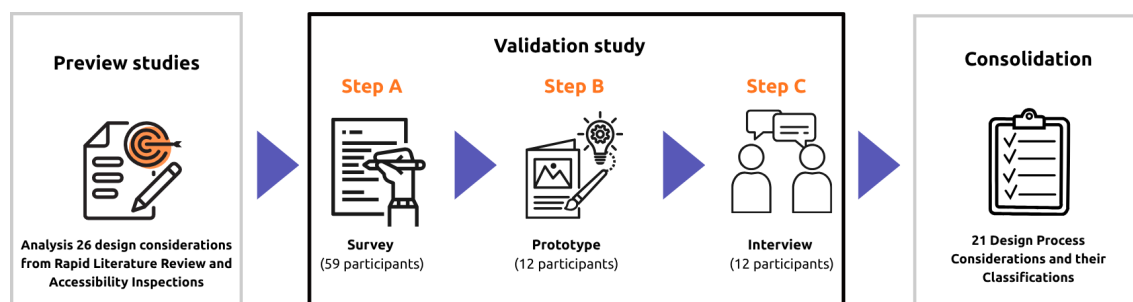 Preview studies
Analysis 26 design considerations
from Rapid Literature Review and
Accessibility Inspections
Validation study
Step A
Survey
(59 participants)
Step B
Prototype
(12 participants)
Step C
Interview
(12 participants)
Consolidation
21 Design Process
Considerations and their
Classifications